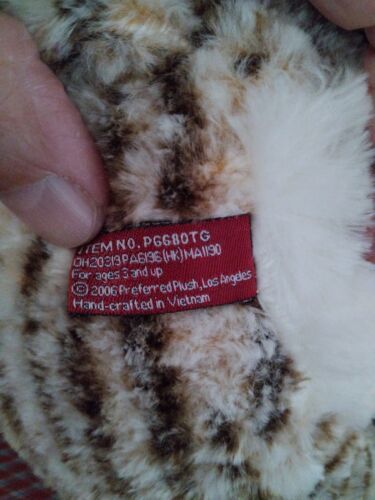 ITEM NO. PG680TG
OH20319 PA6196 (HK) MA1190
For ages 3 and up
© 2006 Preferred Plush, Los Angeles
Hand-crafted in Vietnam